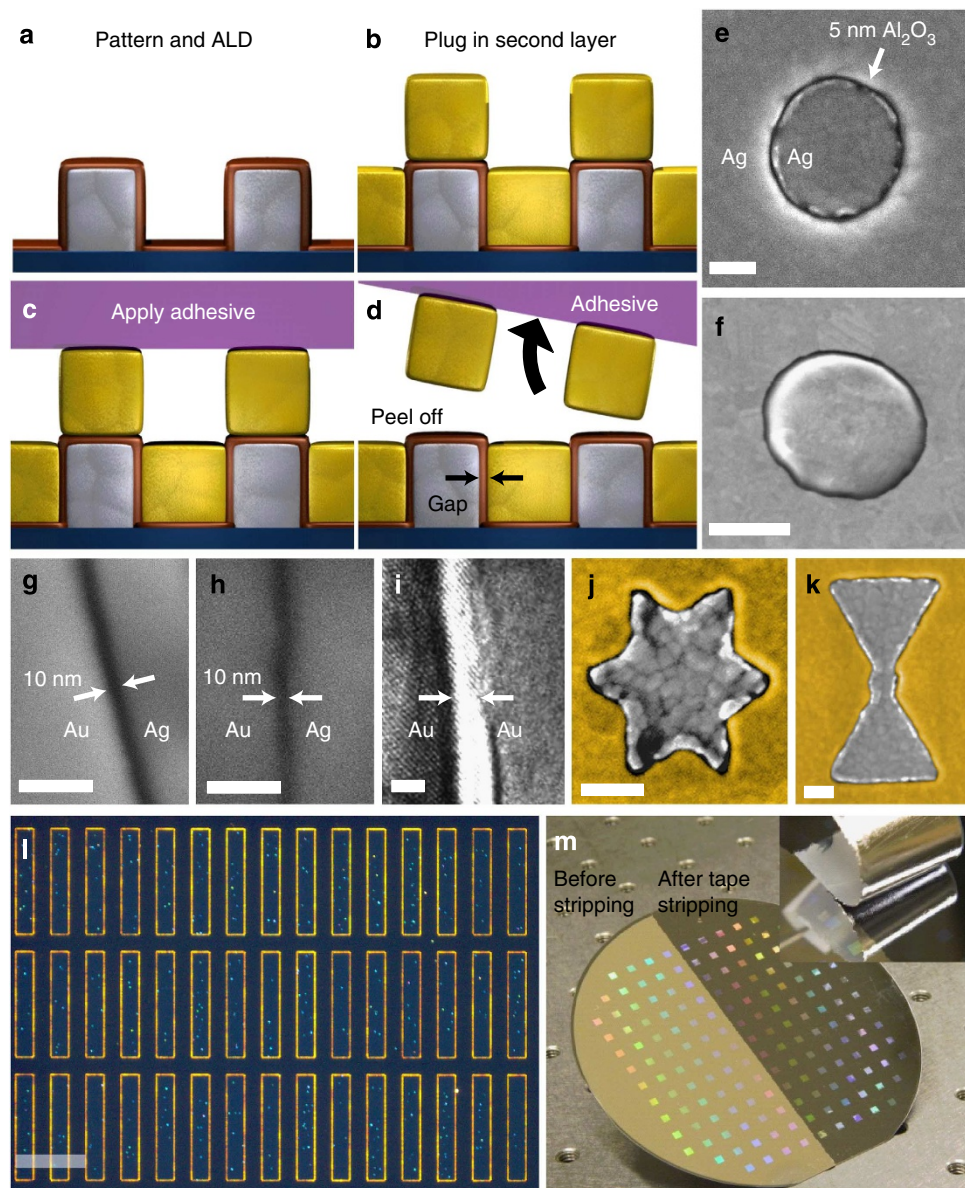 a
Pattern and ALD
b
Plug in second layer
c
Apply adhesive
d
Adhesive
Peel off
Gap
e
5 nm Al₂O₃
Ag
Ag
f
g
10 nm
Au
Ag
h
10 nm
Au
Ag
i
Au
Au
j
k
l
m
Before
stripping
After tape
stripping